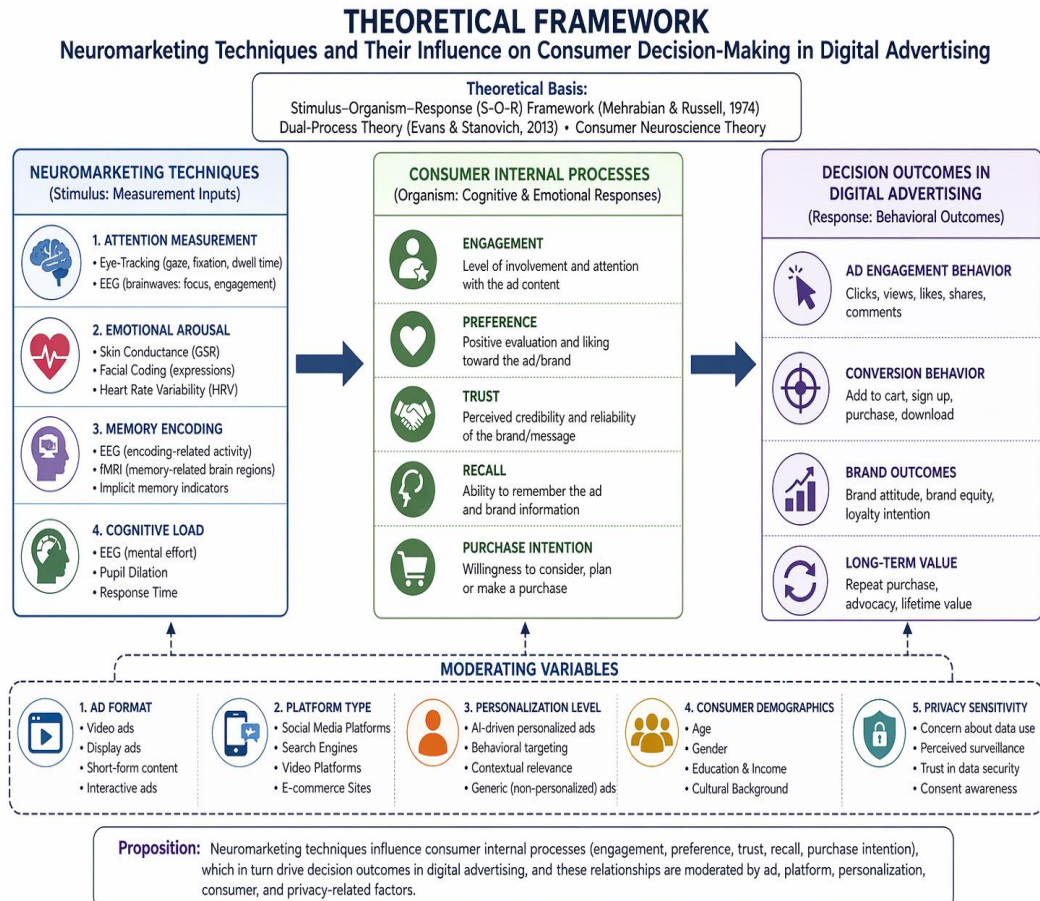 THEORETICAL FRAMEWORK
Neuromarketing Techniques and Their Influence on Consumer Decision-Making in Digital Advertising
Theoretical Basis:
Stimulus–Organism–Response (S-O-R) Framework (Mehrabian & Russell, 1974)
Dual-Process Theory (Evans & Stanovich, 2013) • Consumer Neuroscience Theory
NEUROMARKETING TECHNIQUES
(Stimulus: Measurement Inputs)
1. ATTENTION MEASUREMENT
• Eye-Tracking (gaze, fixation, dwell time)
• EEG (brainwaves: focus, engagement)
2. EMOTIONAL AROUSAL
• Skin Conductance (GSR)
• Facial Coding (expressions)
• Heart Rate Variability (HRV)
3. MEMORY ENCODING
• EEG (encoding-related activity)
• fMRI (memory-related brain regions)
• Implicit memory indicators
4. COGNITIVE LOAD
• EEG (mental effort)
• Pupil Dilation
• Response Time
CONSUMER INTERNAL PROCESSES
(Organism: Cognitive & Emotional Responses)
ENGAGEMENT
Level of involvement and attention
with the ad content
PREFERENCE
Positive evaluation and liking
toward the ad/brand
TRUST
Perceived credibility and reliability
of the brand/message
RECALL
Ability to remember the ad
and brand information
PURCHASE INTENTION
Willingness to consider, plan
or make a purchase
DECISION OUTCOMES IN
DIGITAL ADVERTISING
(Response: Behavioral Outcomes)
AD ENGAGEMENT BEHAVIOR
Clicks, views, likes, shares,
comments
CONVERSION BEHAVIOR
Add to cart, sign up,
purchase, download
BRAND OUTCOMES
Brand attitude, brand equity,
loyalty intention
LONG-TERM VALUE
Repeat purchase,
advocacy, lifetime value
MODERATING VARIABLES
1. AD FORMAT
• Video ads
• Display ads
• Short-form content
• Interactive ads
2. PLATFORM TYPE
• Social Media Platforms
• Search Engines
• Video Platforms
• E-commerce Sites
3. PERSONALIZATION LEVEL
• AI-driven personalized ads
• Behavioral targeting
• Contextual relevance
• Generic (non-personalized) ads
4. CONSUMER DEMOGRAPHICS
• Age
• Gender
• Education & Income
• Cultural Background
5. PRIVACY SENSITIVITY
• Concern about data use
• Perceived surveillance
• Trust in data security
• Consent awareness
Proposition: Neuromarketing techniques influence consumer internal processes (engagement, preference, trust, recall, purchase intention),
which in turn drive decision outcomes in digital advertising, and these relationships are moderated by ad, platform, personalization,
consumer, and privacy-related factors.